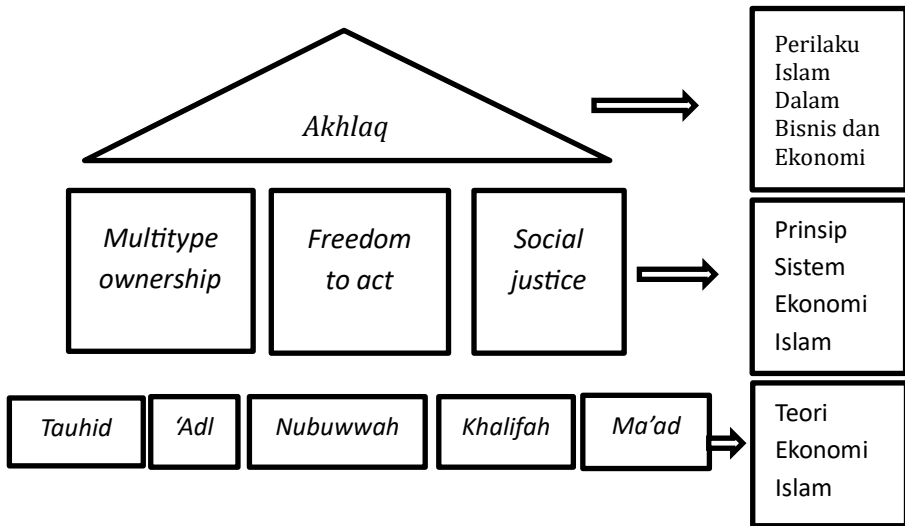 Akhlaq
Perilaku
Islam
Dalam
Bisnis dan
Ekonomi
Multitype
ownership
Freedom
to act
Social
justice
Prinsip
Sistem
Ekonomi
Islam
Tauhid
‘Adl
Nubuwwah
Khalifah
Ma’ad
Teori
Ekonomi
Islam